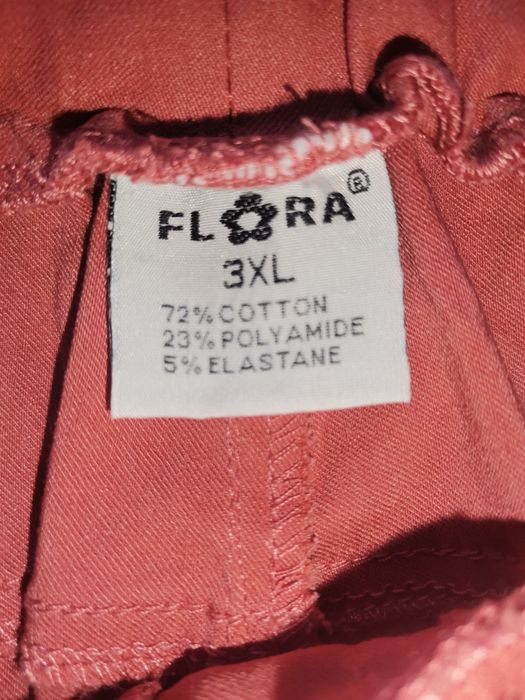 FLORA®
3XL
72% COTTON
23% POLYAMIDE
5% ELASTANE